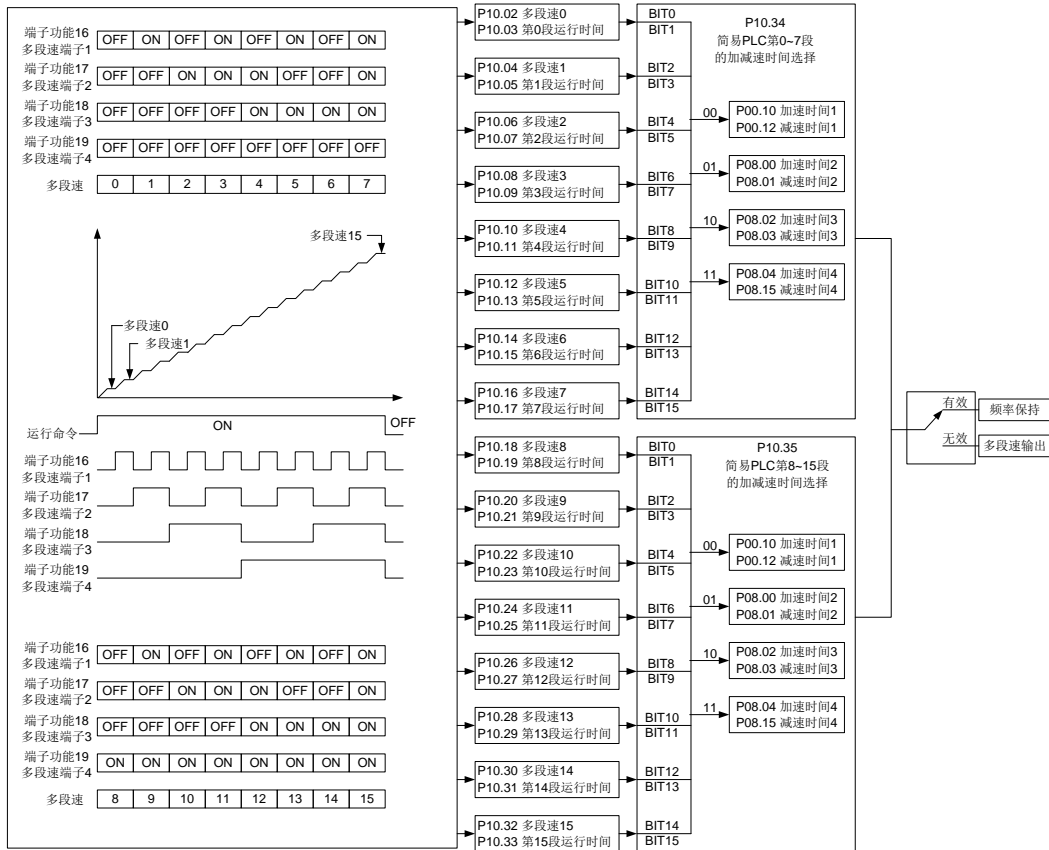 端子功能16
多段速端子1
OFF ON OFF ON OFF ON OFF ON
端子功能17
多段速端子2
OFF OFF ON ON ON OFF OFF ON
端子功能18
多段速端子3
OFF OFF OFF OFF ON ON ON ON
端子功能19
多段速端子4
OFF OFF OFF OFF OFF OFF OFF OFF
多段速 0 1 2 3 4 5 6 7
多段速15
多段速0
多段速1
运行命令
ON
OFF
端子功能16
多段速端子1
端子功能17
多段速端子2
端子功能18
多段速端子3
端子功能19
多段速端子4
端子功能16
多段速端子1
OFF ON OFF ON OFF ON OFF ON
端子功能17
多段速端子2
OFF OFF ON ON ON OFF OFF ON
端子功能18
多段速端子3
OFF OFF OFF OFF ON ON ON ON
端子功能19
多段速端子4
ON ON ON ON ON ON ON ON
多段速 8 9 10 11 12 13 14 15
P10.02 多段速0
P10.03 第0段运行时间
P10.04 多段速1
P10.05 第1段运行时间
P10.06 多段速2
P10.07 第2段运行时间
P10.08 多段速3
P10.09 第3段运行时间
P10.10 多段速4
P10.11 第4段运行时间
P10.12 多段速5
P10.13 第5段运行时间
P10.14 多段速6
P10.15 第6段运行时间
P10.16 多段速7
P10.17 第7段运行时间
P10.18 多段速8
P10.19 第8段运行时间
P10.20 多段速9
P10.21 第9段运行时间
P10.22 多段速10
P10.23 第10段运行时间
P10.24 多段速11
P10.25 第11段运行时间
P10.26 多段速12
P10.27 第12段运行时间
P10.28 多段速13
P10.29 第13段运行时间
P10.30 多段速14
P10.31 第14段运行时间
P10.32 多段速15
P10.33 第15段运行时间
BIT0
BIT1
BIT2
BIT3
BIT4
BIT5
BIT6
BIT7
BIT8
BIT9
BIT10
BIT11
BIT12
BIT13
BIT14
BIT15
P10.34
简易PLC第0~7段
的加减速时间选择
00
P00.10 加速时间1
P00.12 减速时间1
01
P08.00 加速时间2
P08.01 减速时间2
10
P08.02 加速时间3
P08.03 减速时间3
11
P08.04 加速时间4
P08.15 减速时间4
BIT0
BIT1
BIT2
BIT3
BIT4
BIT5
BIT6
BIT7
BIT8
BIT9
BIT10
BIT11
BIT12
BIT13
BIT14
BIT15
P10.35
简易PLC第8~15段
的加减速时间选择
00
P00.10 加速时间1
P00.12 减速时间1
01
P08.00 加速时间2
P08.01 减速时间2
10
P08.02 加速时间3
P08.03 减速时间3
11
P08.04 加速时间4
P08.15 减速时间4
有效
频率保持
无效
多段速输出